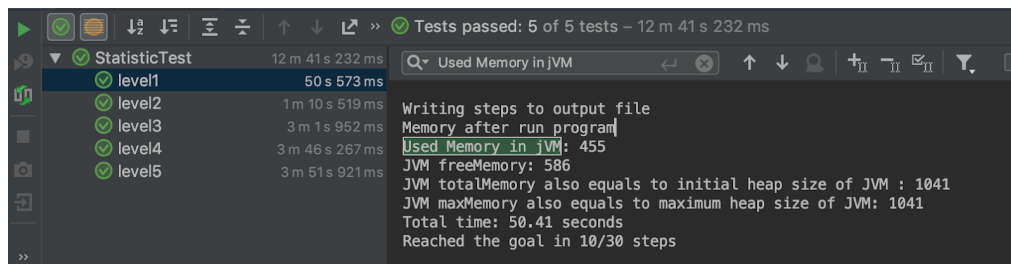 Tests passed: 5 of 5 tests – 12 m 41 s 232 ms
StatisticTest 12 m 41 s 232 ms
level1 50 s 573 ms
level2 1 m 10 s 519 ms
level3 3 m 1 s 952 ms
level4 3 m 46 s 267 ms
level5 3 m 51 s 921 ms
Used Memory in jVM
Writing steps to output file
Memory after run program
Used Memory in jVM: 455
JVM freeMemory: 586
JVM totalMemory also equals to initial heap size of JVM : 1041
JVM maxMemory also equals to maximum heap size of JVM: 1041
Total time: 50.41 seconds
Reached the goal in 10/30 steps